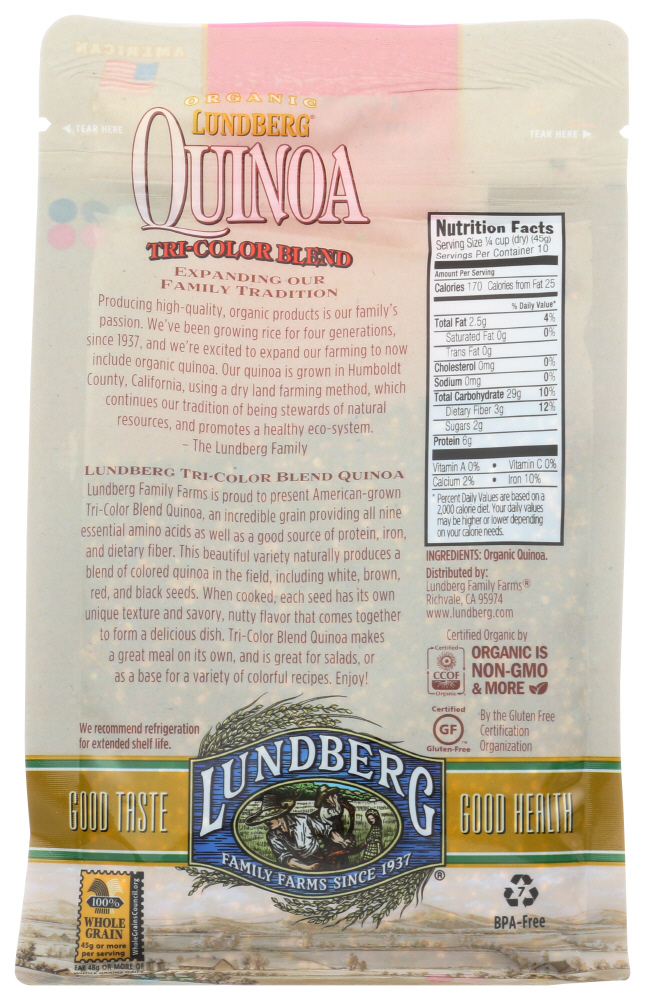 AMERICAN
TEAR HERE
TEAR HERE
ORGANIC
LUNDBERG®
QUINOA
TRI-COLOR BLEND
EXPANDING OUR
FAMILY TRADITION
Producing high-quality, organic products is our family's
passion. We've been growing rice for four generations,
since 1937, and we're excited to expand our farming to now
include organic quinoa. Our quinoa is grown in Humboldt
County, California, using a dry land farming method, which
continues our tradition of being stewards of natural
resources, and promotes a healthy eco-system.
– The Lundberg Family
LUNDBERG TRI-COLOR BLEND QUINOA
Lundberg Family Farms is proud to present American-grown
Tri-Color Blend Quinoa, an incredible grain providing all nine
essential amino acids as well as a good source of protein, iron,
and dietary fiber. This beautiful variety naturally produces a
blend of colored quinoa in the field, including white, brown,
red, and black seeds. When cooked, each seed has its own
unique texture and savory, nutty flavor that comes together
to form a delicious dish. Tri-Color Blend Quinoa makes
a great meal on its own, and is great for salads, or
as a base for a variety of colorful recipes. Enjoy!
We recommend refrigeration
for extended shelf life.
Nutrition Facts
Serving Size ¼ cup (dry) (45g)
Servings Per Container 10
Amount Per Serving
Calories 170 Calories from Fat 25
% Daily Value*
Total Fat 2.5g 4%
Saturated Fat 0g 0%
Trans Fat 0g
Cholesterol 0mg 0%
Sodium 0mg 0%
Total Carbohydrate 29g 10%
Dietary Fiber 3g 12%
Sugars 2g
Protein 6g
Vitamin A 0% • Vitamin C 0%
Calcium 2% • Iron 10%
* Percent Daily Values are based on a
2,000 calorie diet. Your daily values
may be higher or lower depending
on your calorie needs.
INGREDIENTS: Organic Quinoa.
Distributed by:
Lundberg Family Farms®
Richvale, CA 95974
www.lundberg.com
Certified Organic by
Certified
CCOF
Organic
ORGANIC IS
NON-GMO
& MORE
Certified
GF
Gluten-Free
By the Gluten Free
Certification
Organization
GOOD TASTE
LUNDBERG
FAMILY FARMS SINCE 1937
®
GOOD HEALTH
100%
WHOLE
GRAIN
45g or more
per serving
WholeGrainsCouncil.org
EAT 48g OR MORE OF
7
BPA-Free